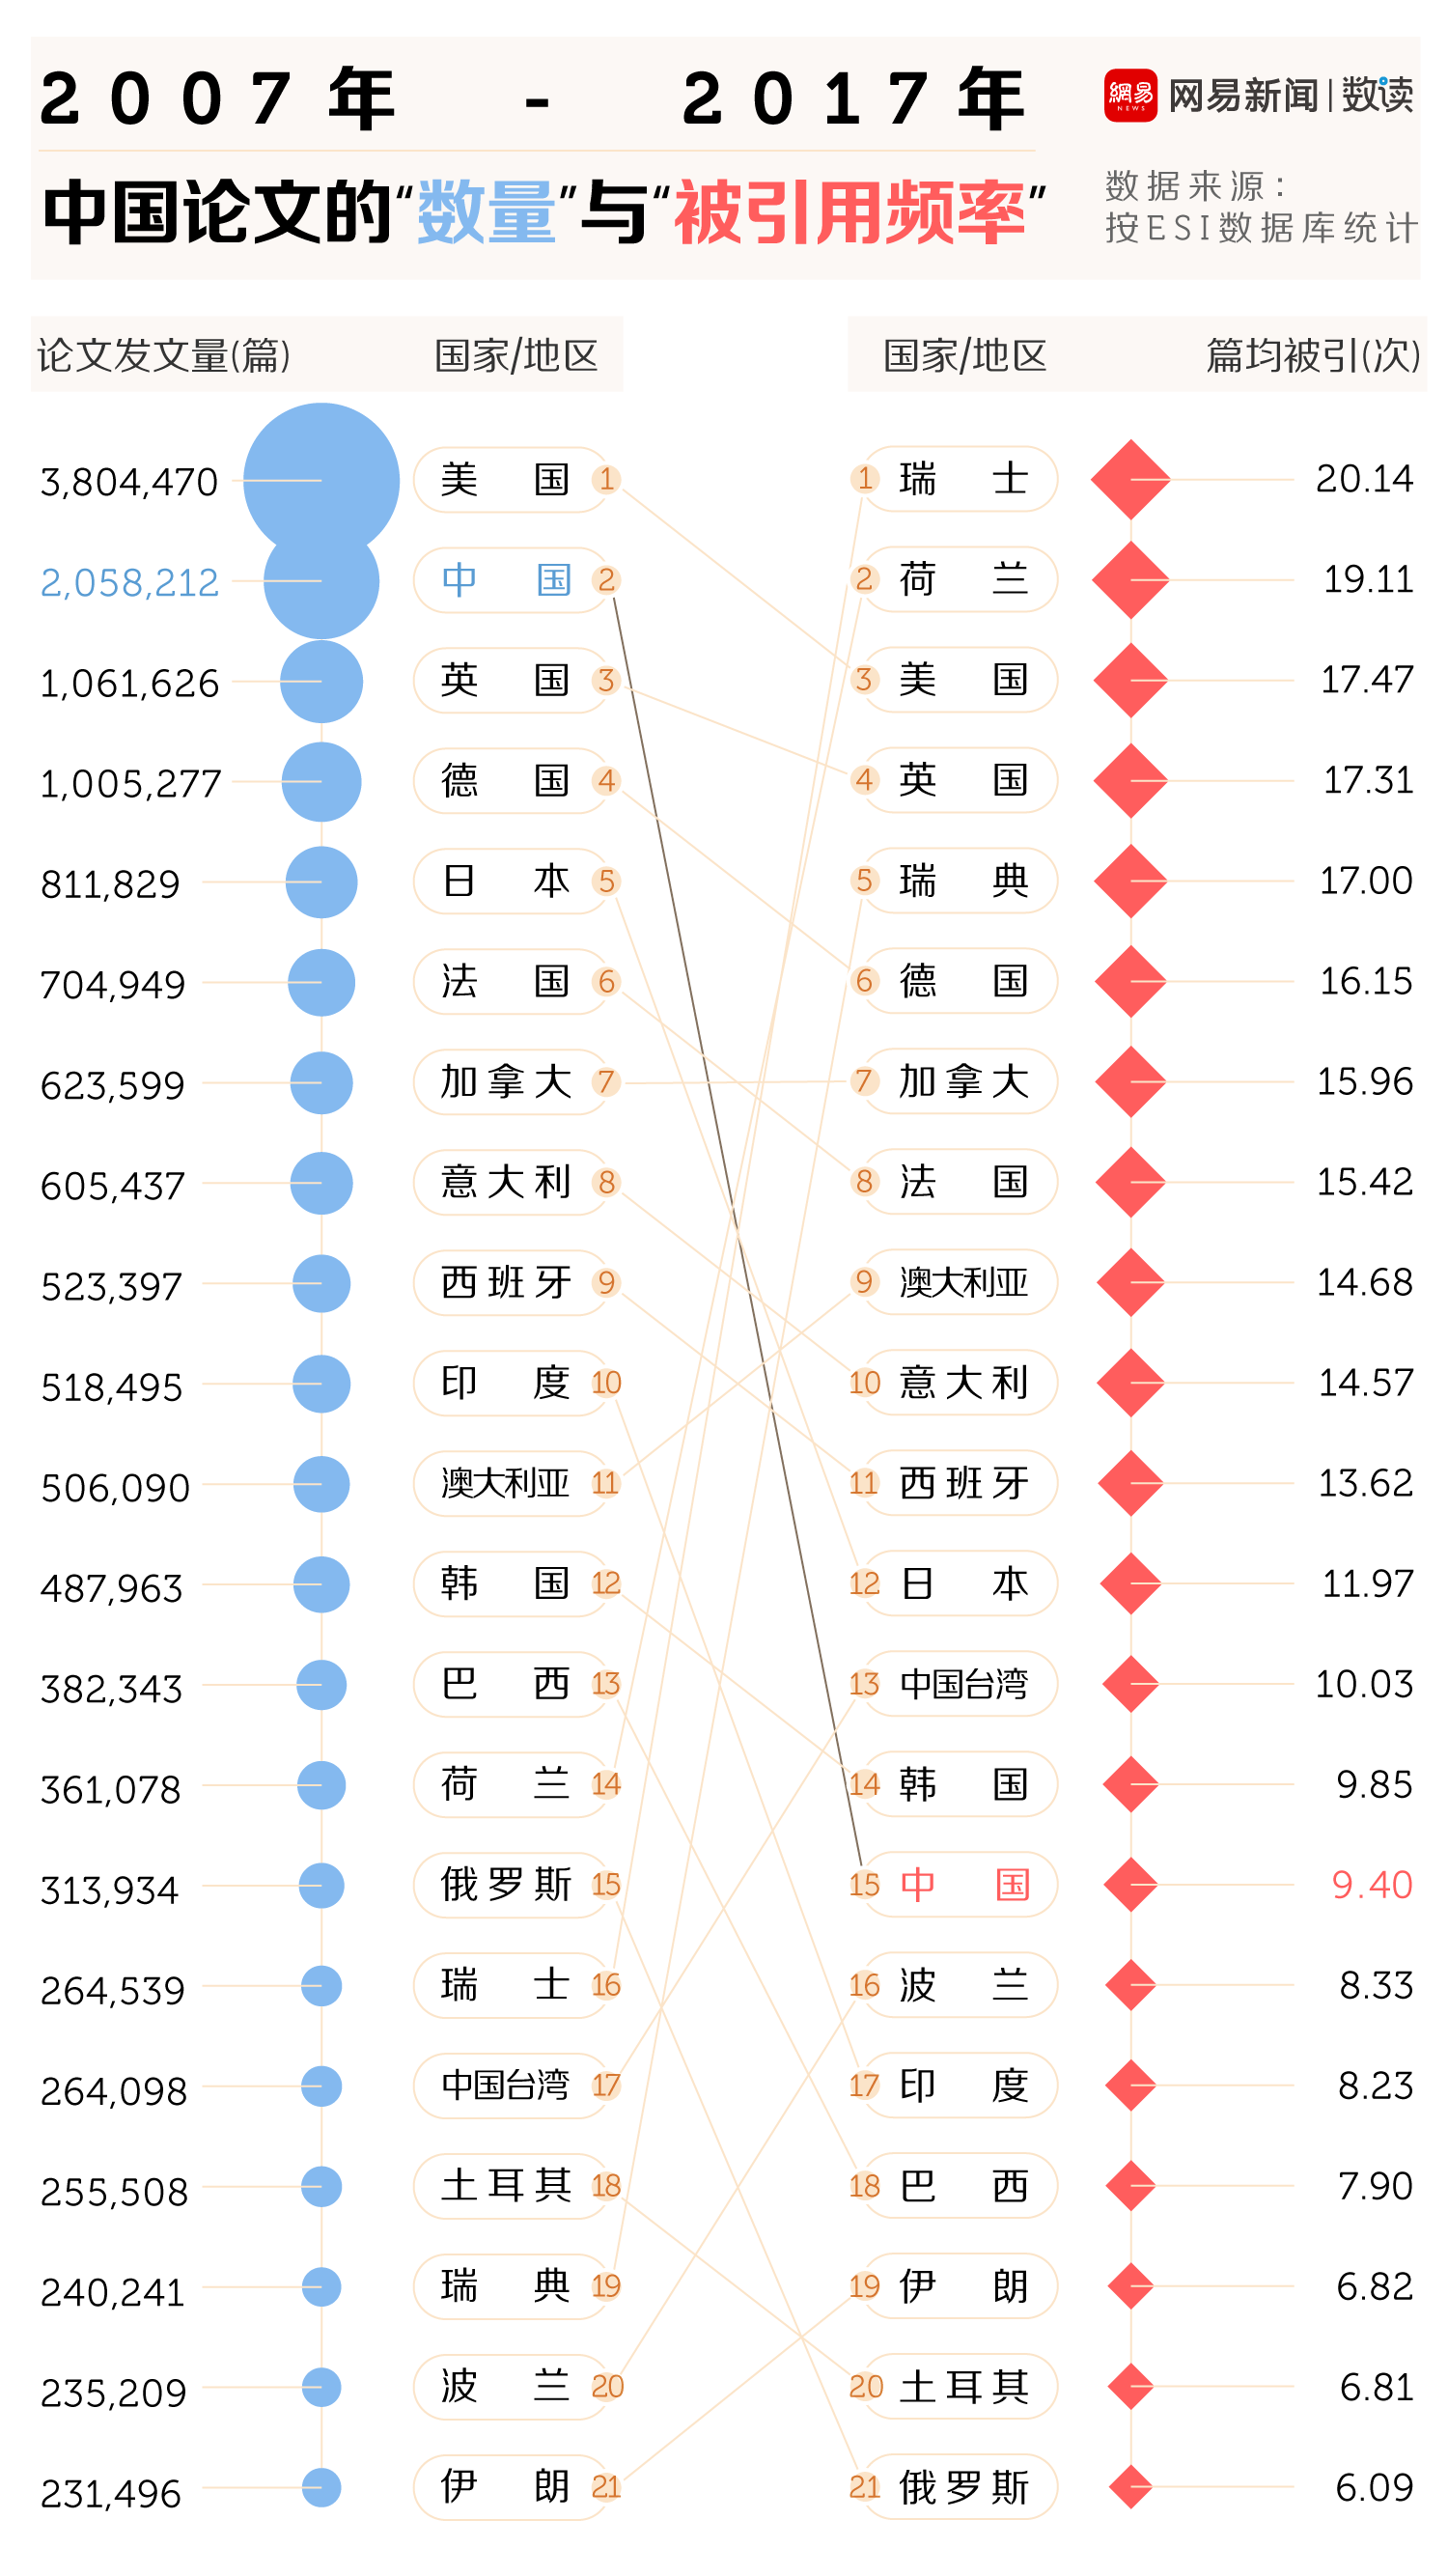 2007年 - 2017年
中国论文的“数量”与“被引用频率”
網易
NEWS
网易新闻|数读
数据来源：
按ESI数据库统计
论文发文量(篇) 国家/地区 国家/地区 篇均被引(次)
3,804,470 美国 1 1 瑞士 20.14
2,058,212 中国 2 2 荷兰 19.11
1,061,626 英国 3 3 美国 17.47
1,005,277 德国 4 4 英国 17.31
811,829 日本 5 5 瑞典 17.00
704,949 法国 6 6 德国 16.15
623,599 加拿大 7 7 加拿大 15.96
605,437 意大利 8 8 法国 15.42
523,397 西班牙 9 9 澳大利亚 14.68
518,495 印度 10 10 意大利 14.57
506,090 澳大利亚 11 11 西班牙 13.62
487,963 韩国 12 12 日本 11.97
382,343 巴西 13 13 中国台湾 10.03
361,078 荷兰 14 14 韩国 9.85
313,934 俄罗斯 15 15 中国 9.40
264,539 瑞士 16 16 波兰 8.33
264,098 中国台湾 17 17 印度 8.23
255,508 土耳其 18 18 巴西 7.90
240,241 瑞典 19 19 伊朗 6.82
235,209 波兰 20 20 土耳其 6.81
231,496 伊朗 21 21 俄罗斯 6.09